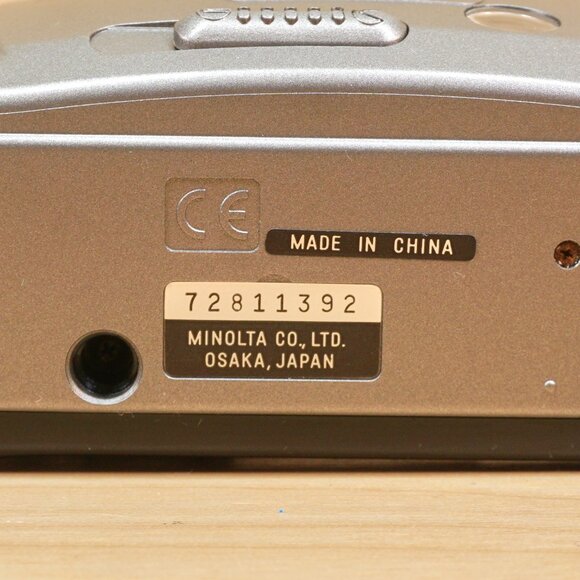 CE
MADE IN CHINA
72811392
MINOLTA CO., LTD.
OSAKA, JAPAN